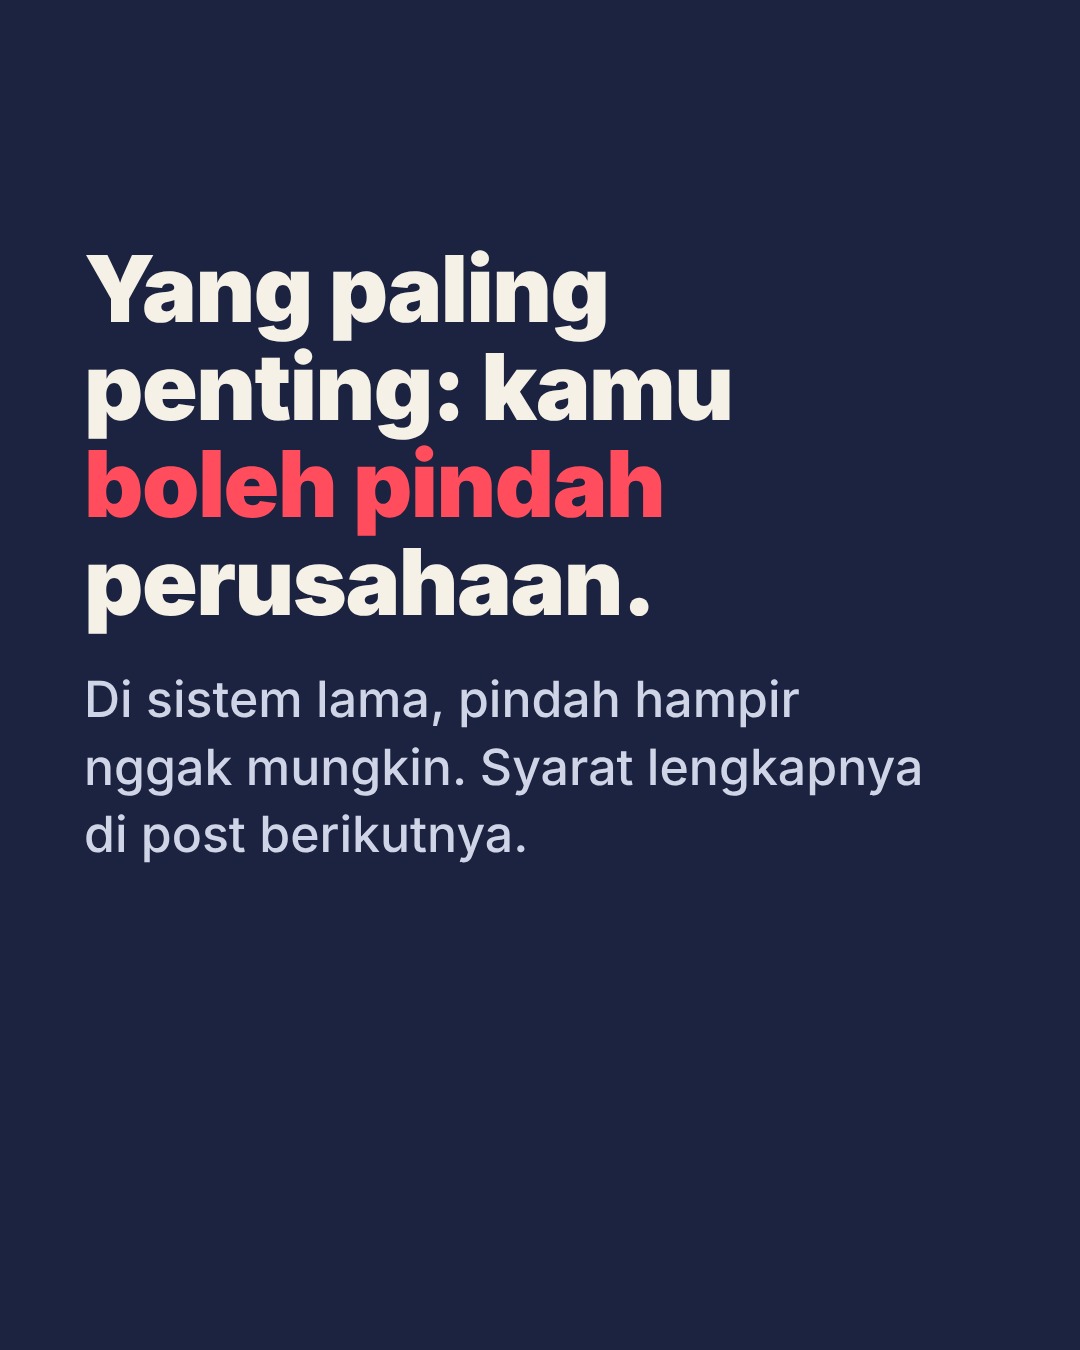 Yang paling
penting: kamu
boleh pindah
perusahaan.
Di sistem lama, pindah hampir
nggak mungkin. Syarat lengkapnya
di post berikutnya.